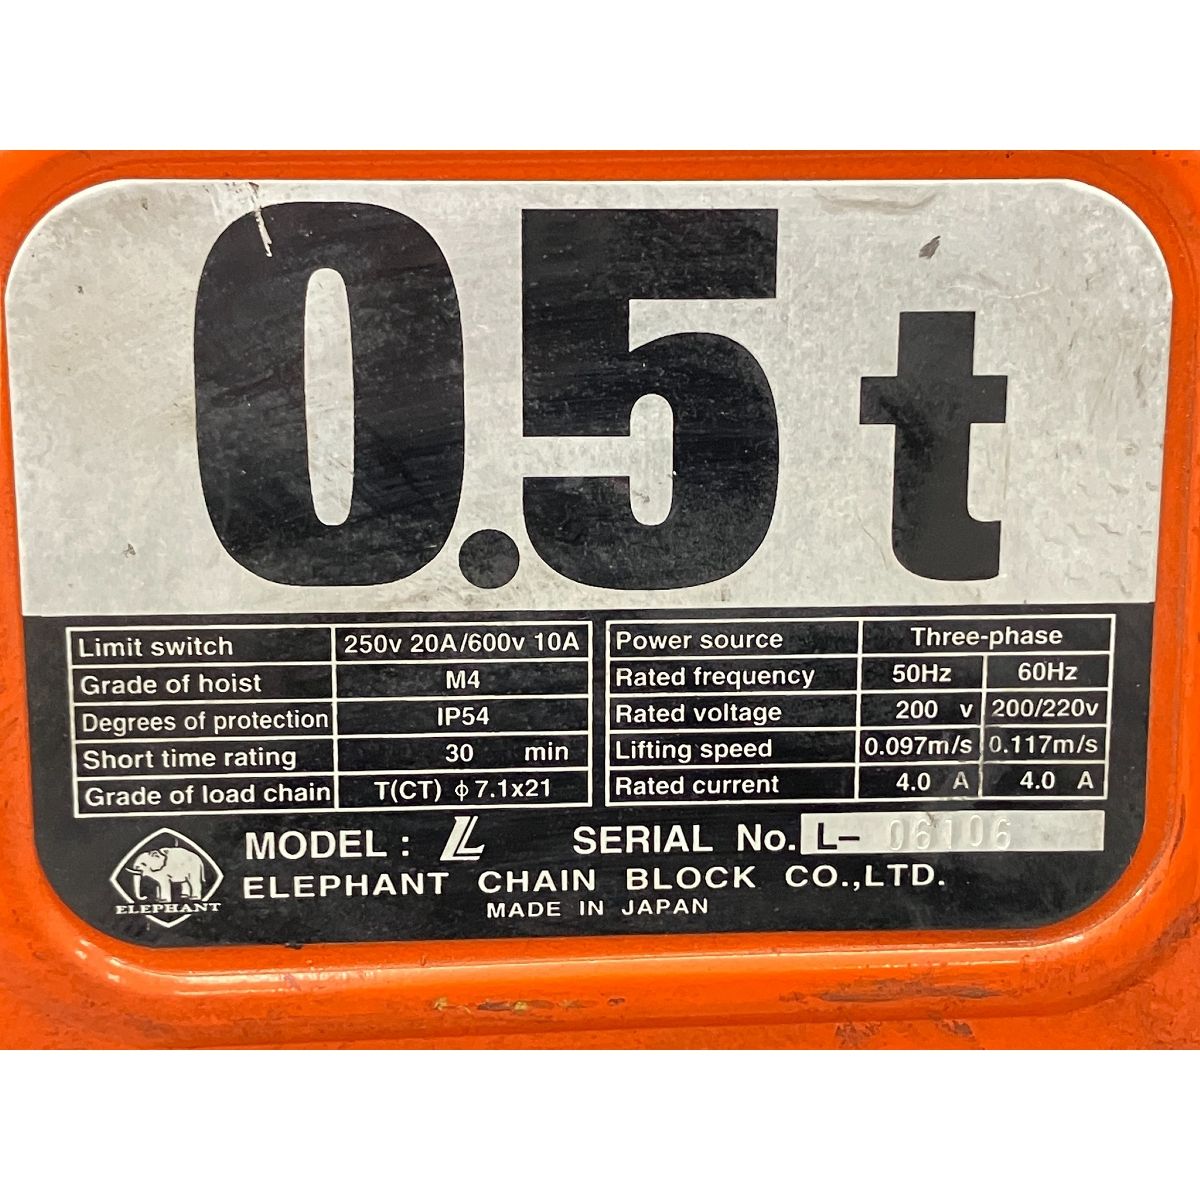 0.5 t
Limit switch 250v 20A/600v 10A
Grade of hoist M4
Degrees of protection IP54
Short time rating 30 min
Grade of load chain T(CT) φ7.1x21
Power source Three-phase
Rated frequency 50Hz 60Hz
Rated voltage 200 v 200/220v
Lifting speed 0.097m/s 0.117m/s
Rated current 4.0 A 4.0 A
MODEL : L SERIAL No. L- 06106
ELEPHANT
ELEPHANT CHAIN BLOCK CO.,LTD.
MADE IN JAPAN